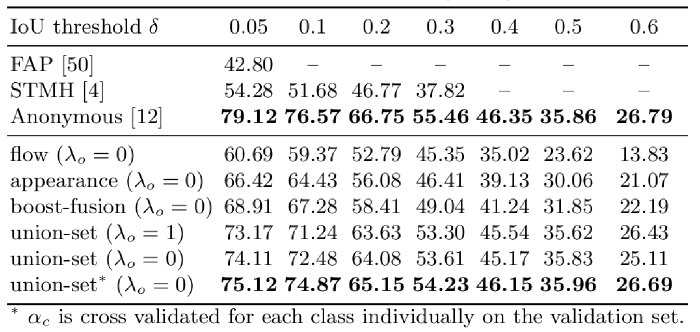 IoU threshold δ 0.05 0.1 0.2 0.3 0.4 0.5 0.6
FAP [50] 42.80 – – – – – –
STMH [4] 54.28 51.68 46.77 37.82 – – –
Anonymous [12] 79.12 76.57 66.75 55.46 46.35 35.86 26.79
flow (λo = 0) 60.69 59.37 52.79 45.35 35.02 23.62 13.83
appearance (λo = 0) 66.42 64.43 56.08 46.41 39.13 30.06 21.07
boost-fusion (λo = 0) 68.91 67.28 58.41 49.04 41.24 31.85 22.19
union-set (λo = 1) 73.17 71.24 63.63 53.30 45.54 35.62 26.43
union-set (λo = 0) 74.11 72.48 64.08 53.61 45.17 35.83 25.11
union-set* (λo = 0) 75.12 74.87 65.15 54.23 46.15 35.96 26.69
* αc is cross validated for each class individually on the validation set.